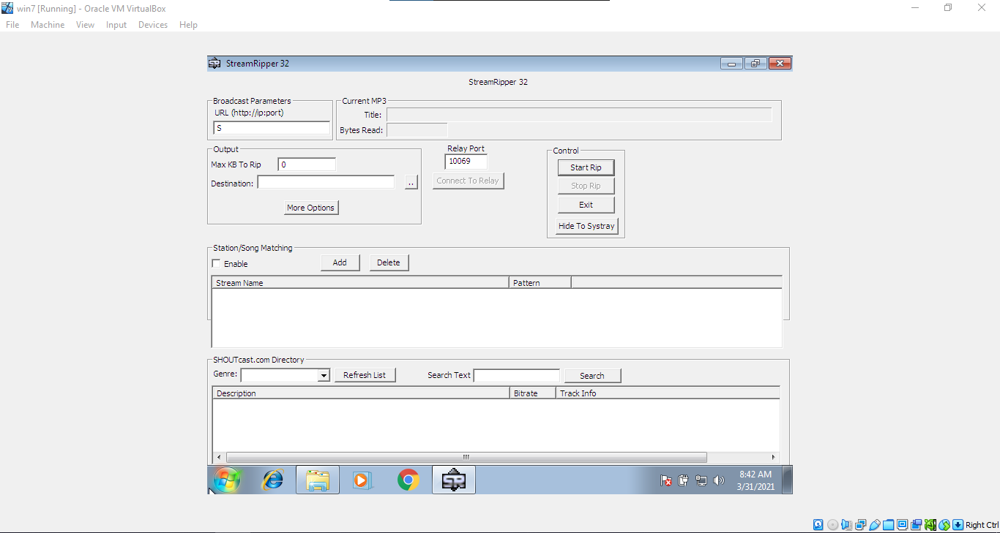 win7 [Running] - Oracle VM VirtualBox
File Machine View Input Devices Help
StreamRipper 32
StreamRipper 32
Broadcast Parameters
URL (http://ip:port)
S
Current MP3
Title:
Bytes Read:
Output
Max KB To Rip 0
Destination: ..
More Options
Relay Port
10069
Connect To Relay
Control
Start Rip
Stop Rip
Exit
Hide To Systray
Station/Song Matching
Enable Add Delete
Stream Name Pattern
SHOUTcast.com Directory
Genre: Refresh List Search Text Search
Description Bitrate Track Info
8:42 AM
3/31/2021
Right Ctrl